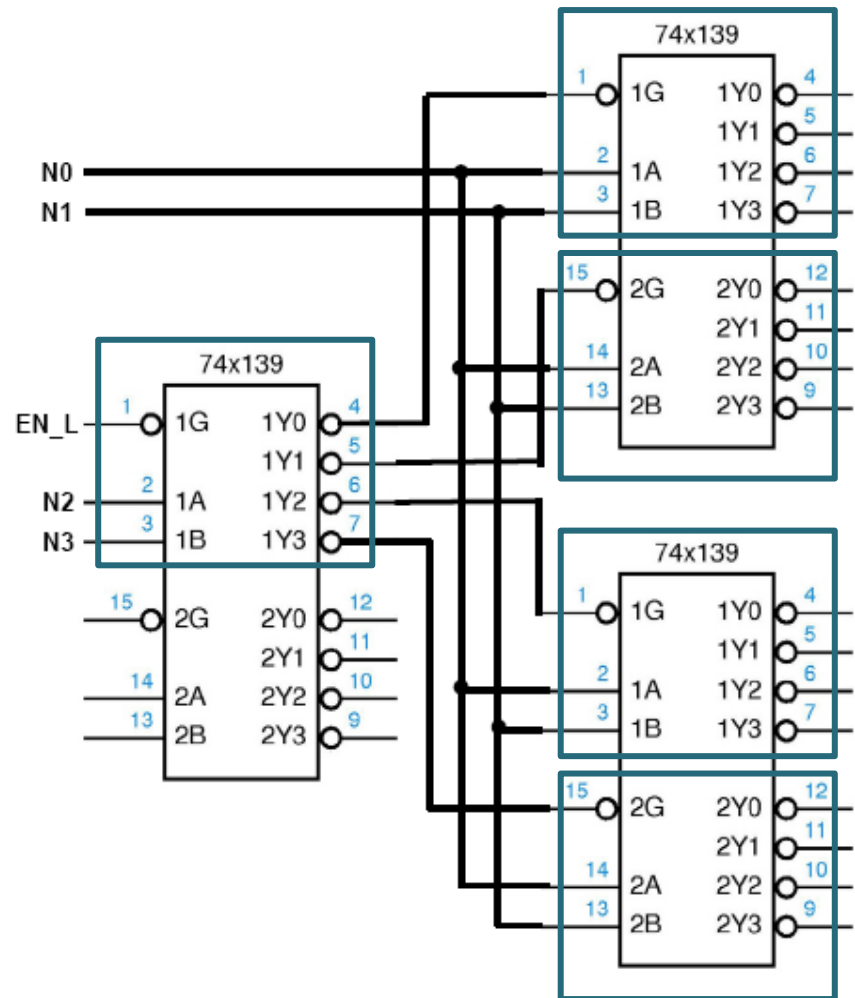 74x139
1 1G 1Y0 4
1Y1 5
N0 2 1A 1Y2 6
N1 3 1B 1Y3 7
15 2G 2Y0 12
2Y1 11
14 2A 2Y2 10
13 2B 2Y3 9
74x139
EN_L 1 1G 1Y0 4
1Y1 5
N2 2 1A 1Y2 6
N3 3 1B 1Y3 7
15 2G 2Y0 12
2Y1 11
14 2A 2Y2 10
13 2B 2Y3 9
74x139
1 1G 1Y0 4
1Y1 5
2 1A 1Y2 6
3 1B 1Y3 7
15 2G 2Y0 12
2Y1 11
14 2A 2Y2 10
13 2B 2Y3 9